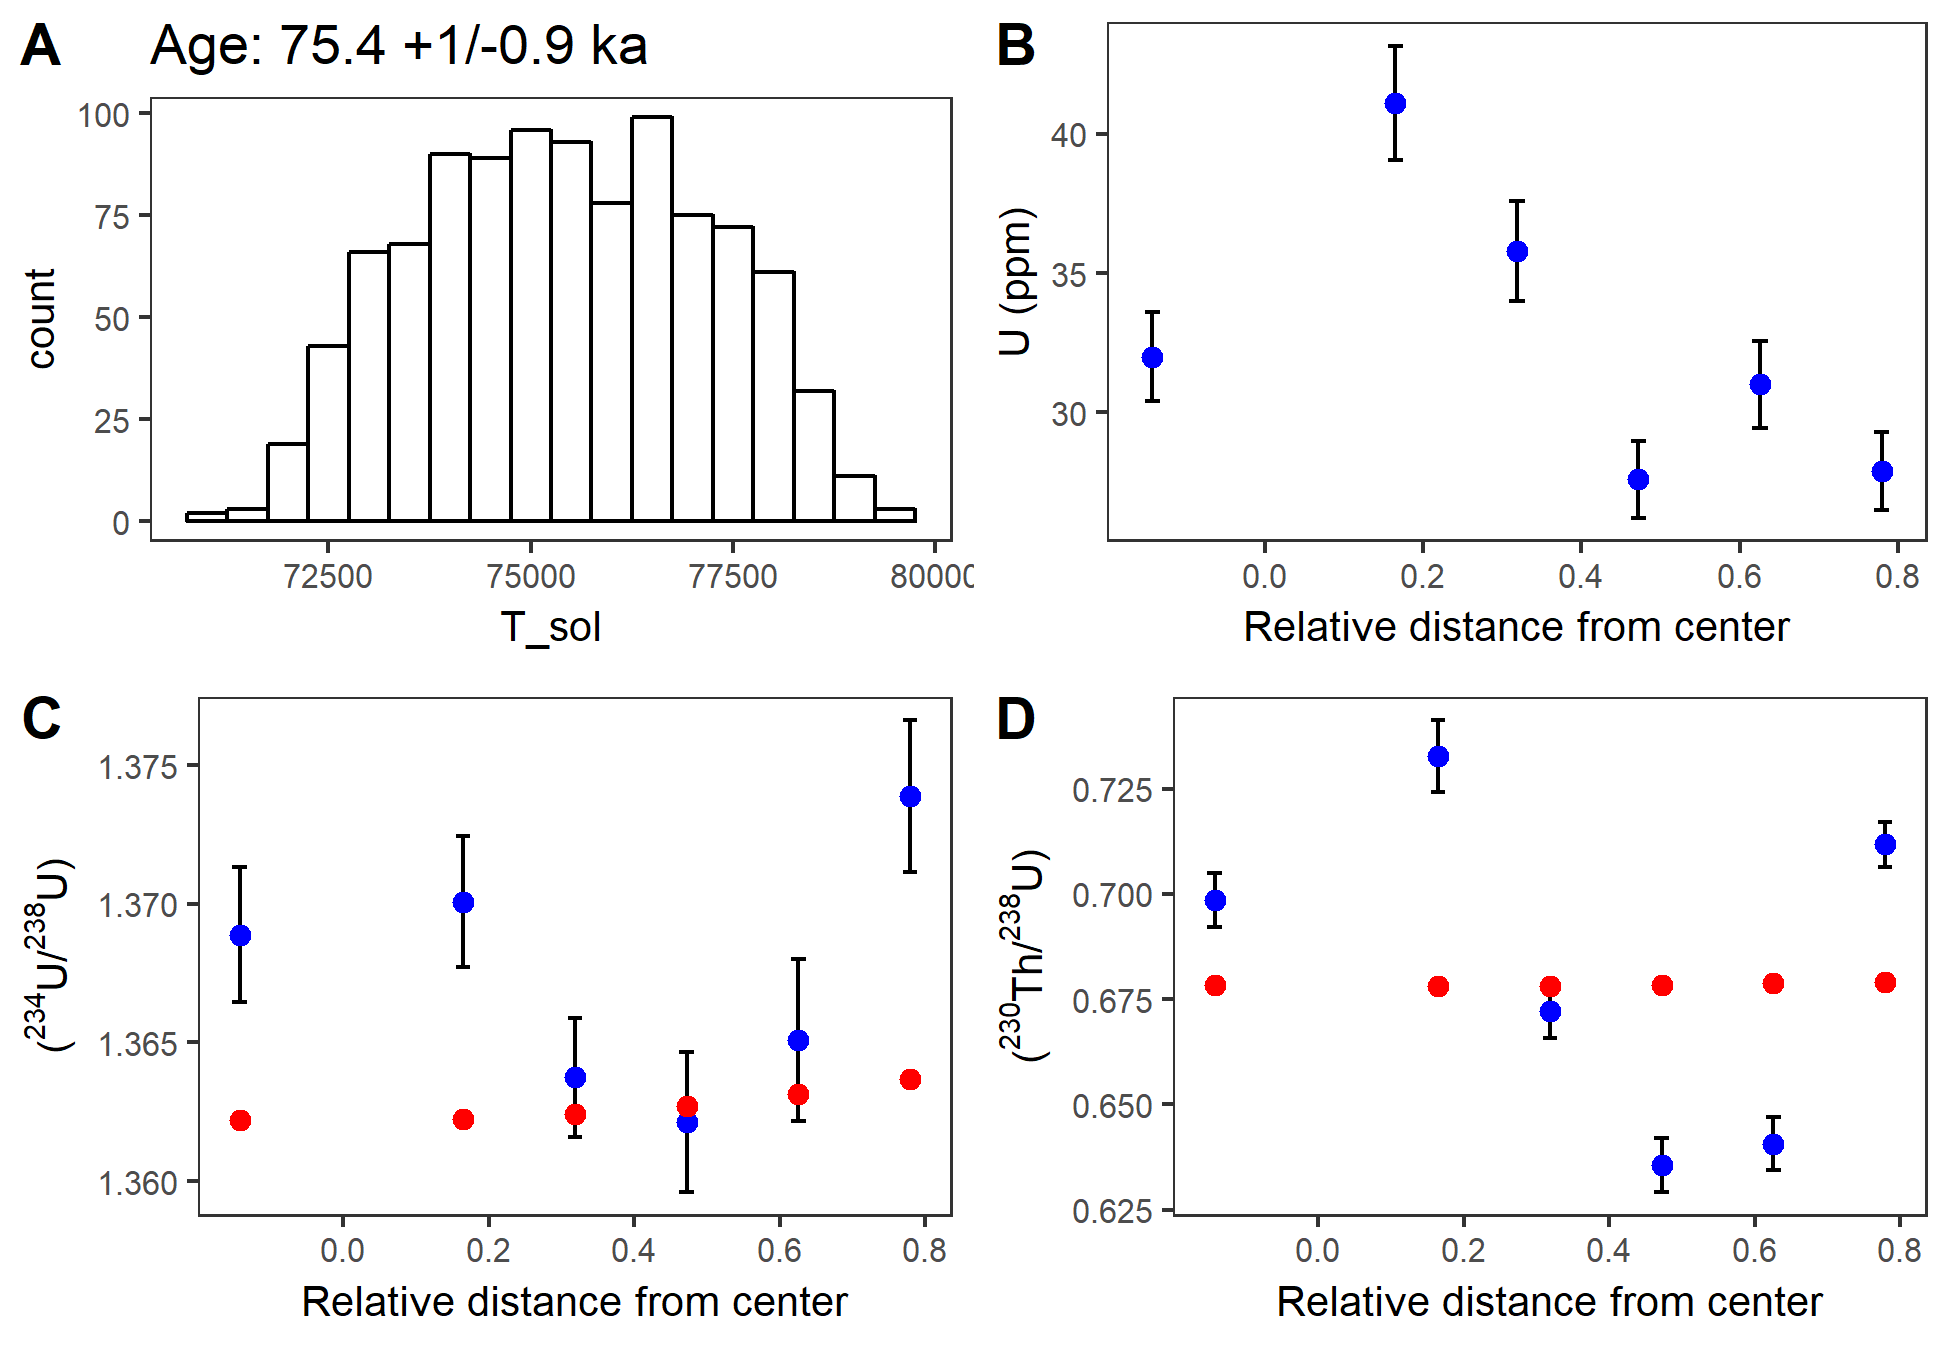 A
Age: 75.4 +1/-0.9 ka
100
75
50
25
0
count
72500
75000
77500
80000
T_sol
B
40
35
30
U (ppm)
0.0
0.2
0.4
0.6
0.8
Relative distance from center
C
1.375
1.370
1.365
1.360
(²³⁴U/²³⁸U)
0.0
0.2
0.4
0.6
0.8
Relative distance from center
D
0.725
0.700
0.675
0.650
0.625
(²³⁰Th/²³⁸U)
0.0
0.2
0.4
0.6
0.8
Relative distance from center